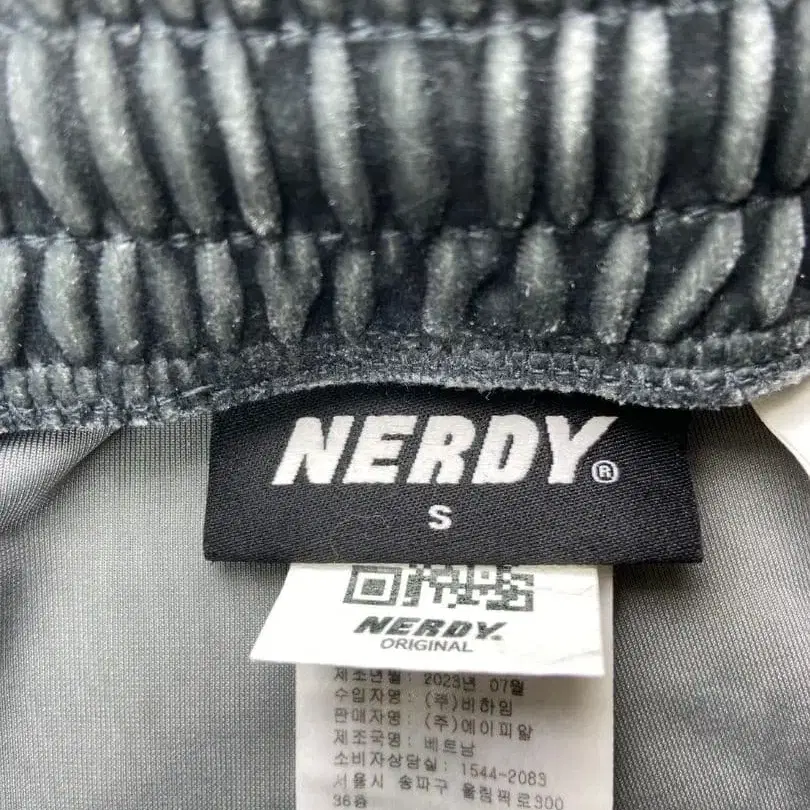 NERDY®
S
NERDY.
ORIGINAL
제조년월 : 2023년 07월
수입자명 : (주)비하임
판매자명 : (주)에이피알
제조국명 : 베트남
소비자상담실 : 1544-2083
서울시 송파구 올림픽로300
36층